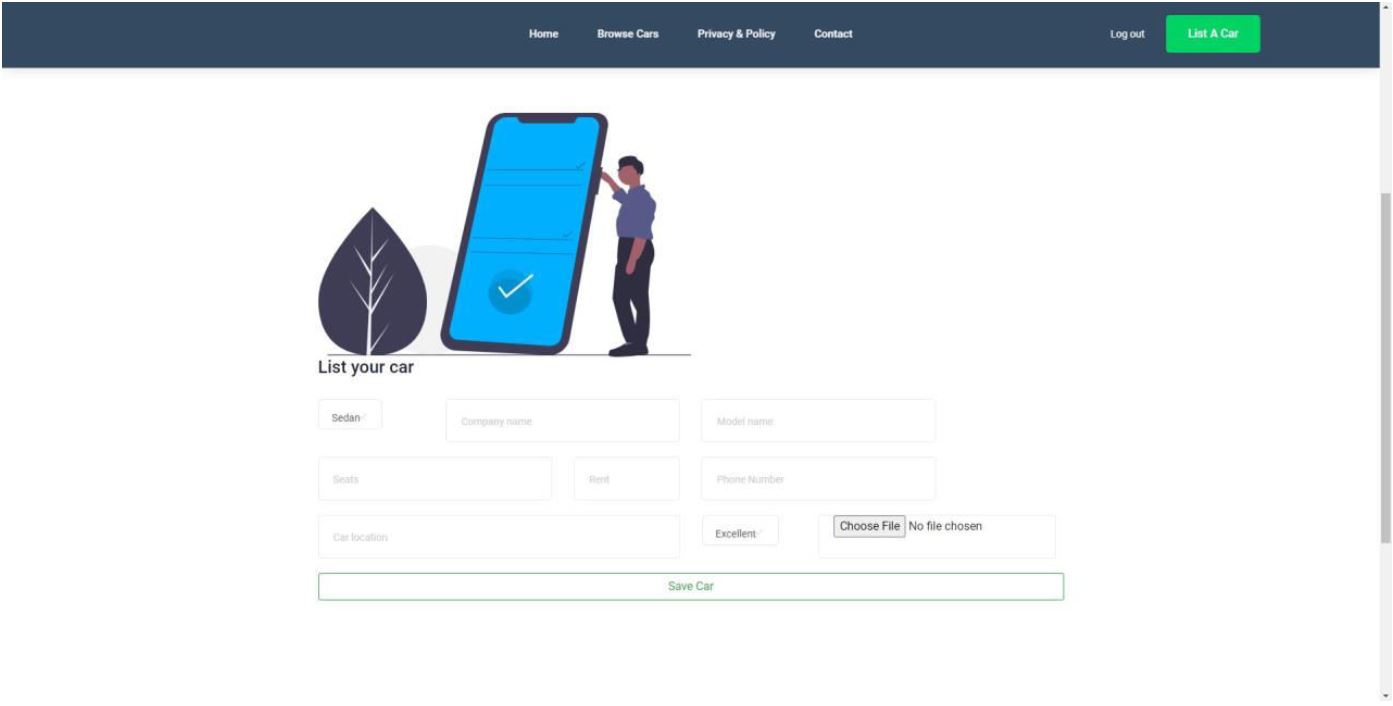 Home Browse Cars Privacy & Policy Contact Log out List A Car
List your car
Sedan Company name Model name
Seats Rent Phone Number
Car location Excellent Choose File No file chosen
Save Car